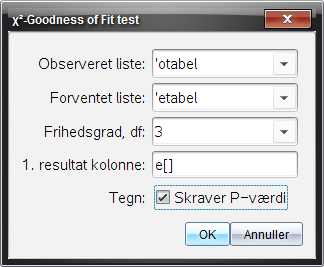 χ²-Goodness of Fit test
Observeret liste: 'otabel
Forventet liste: 'etabel
Frihedsgrad, df: 3
1. resultat kolonne: e[]
Tegn: Skraver P-værdi
OK Annuller